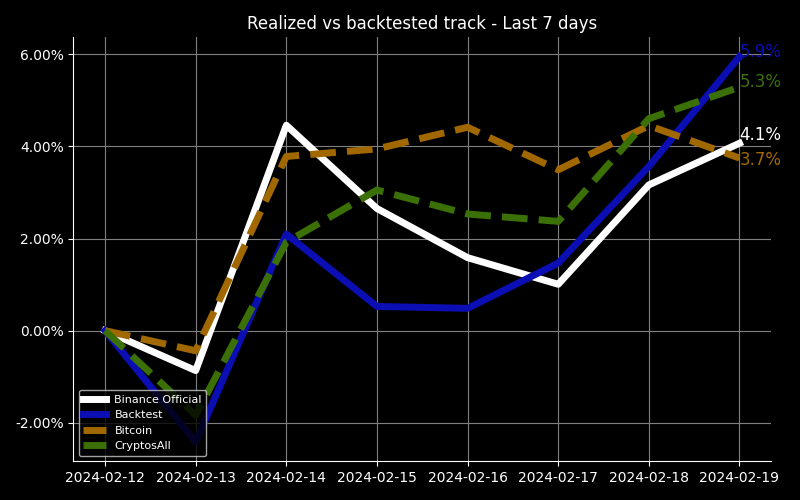 Realized vs backtested track - Last 7 days
6.00%
4.00%
2.00%
0.00%
-2.00%
5.9%
5.3%
4.1%
3.7%
Binance Official
Backtest
Bitcoin
CryptosAll
2024-02-12 2024-02-13 2024-02-14 2024-02-15 2024-02-16 2024-02-17 2024-02-18 2024-02-19